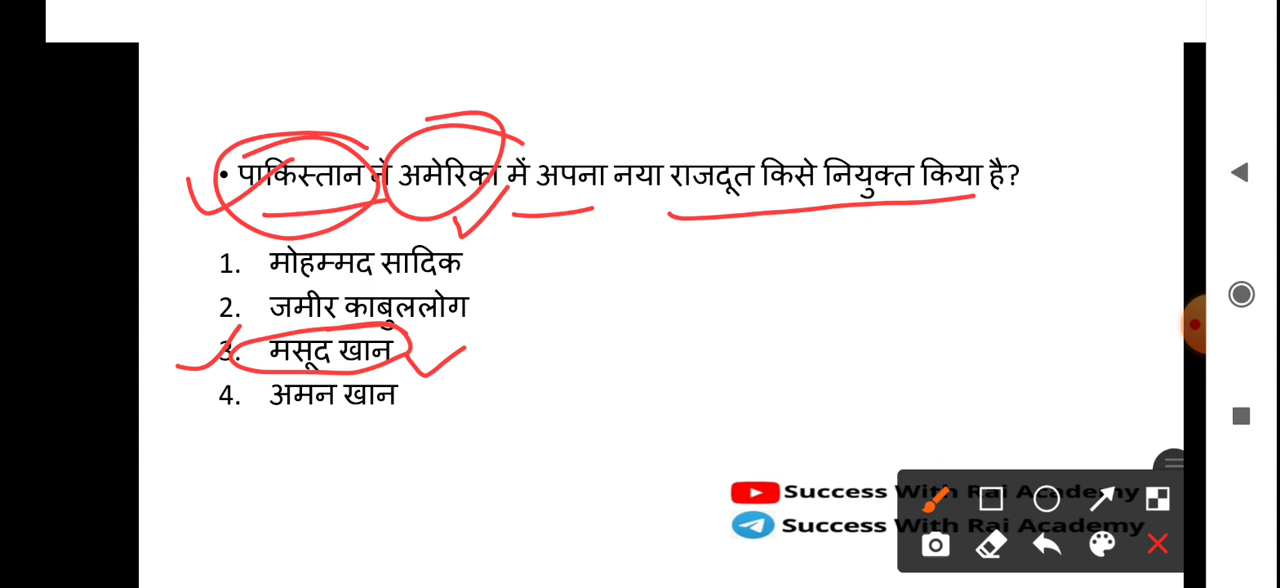 • पाकिस्तान ने अमेरिका में अपना नया राजदूत किसे नियुक्त किया है?
1. मोहम्मद सादिक
2. जमीर काबुललोग
3. मसूद खान
4. अमन खान
Success With Rai Academy
Success With Rai Academy